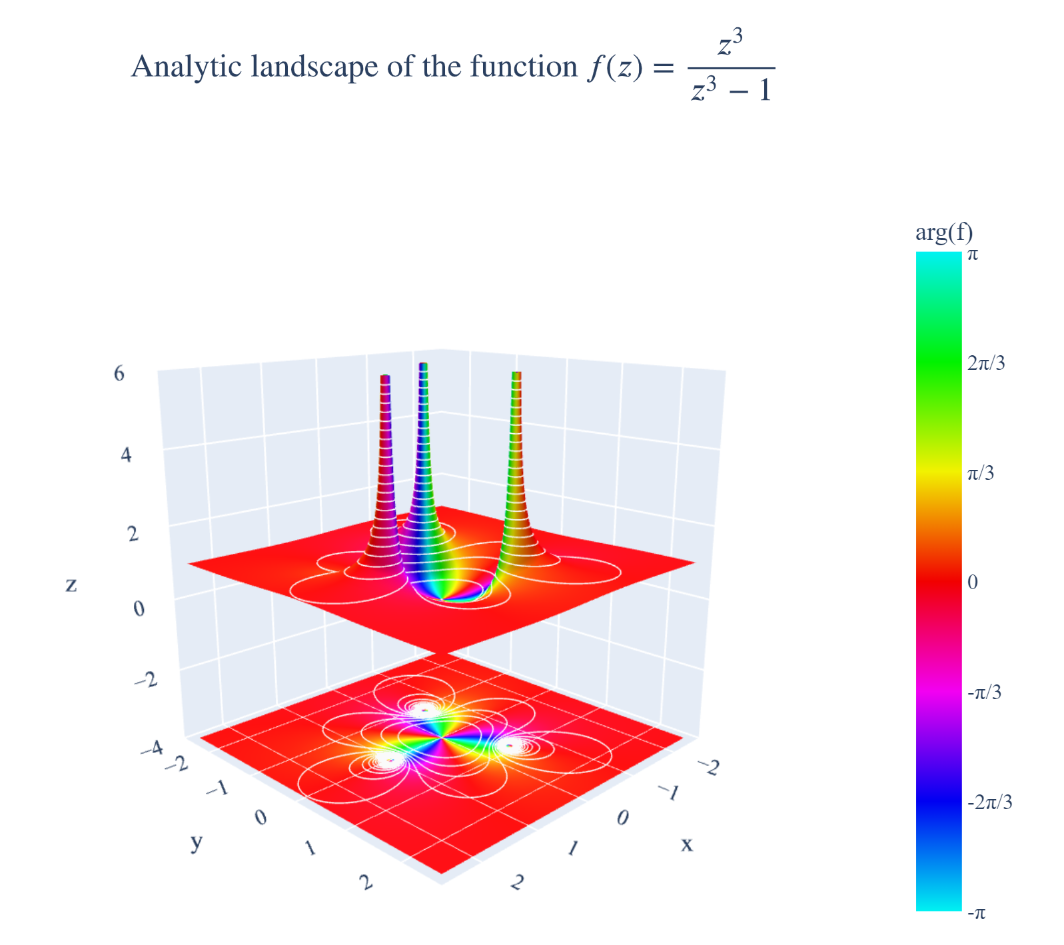 Analytic landscape of the function f(z) = z³ / (z³ − 1)
arg(f)
π
2π/3
π/3
0
-π/3
-2π/3
-π
6
4
2
0
−2
−4
z
−2
−1
0
1
2
y
−2
−1
0
1
2
x